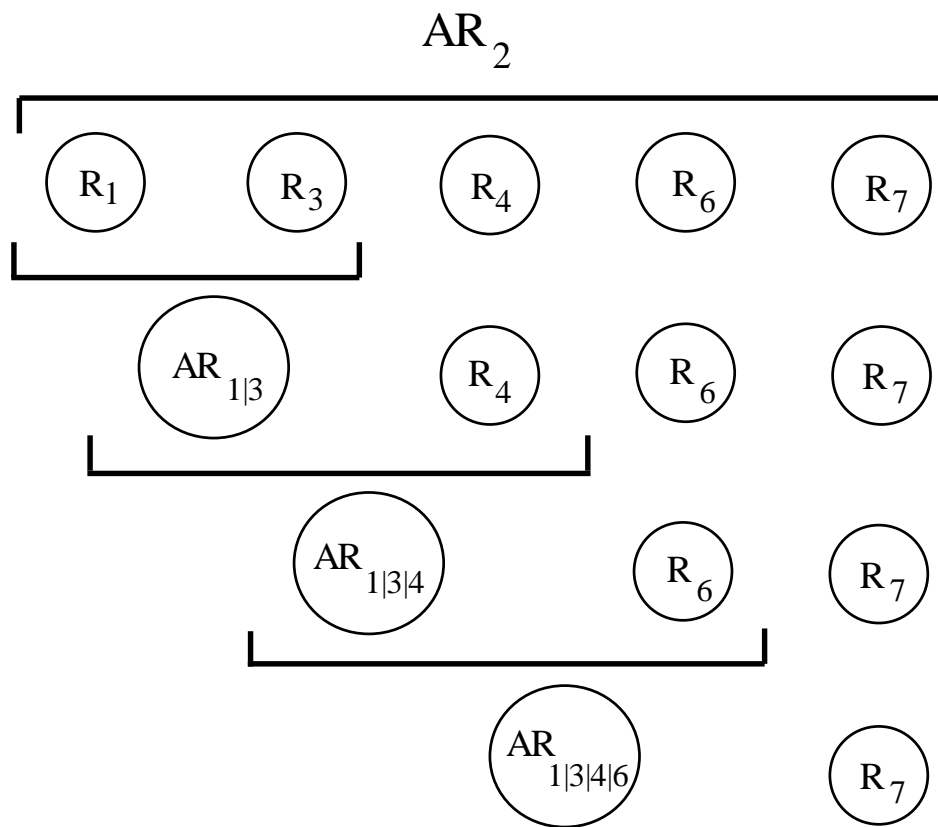 AR₂
R₁ R₃ R₄ R₆ R₇
AR₁|₃ R₄ R₆ R₇
AR₁|₃|₄ R₆ R₇
AR₁|₃|₄|₆ R₇